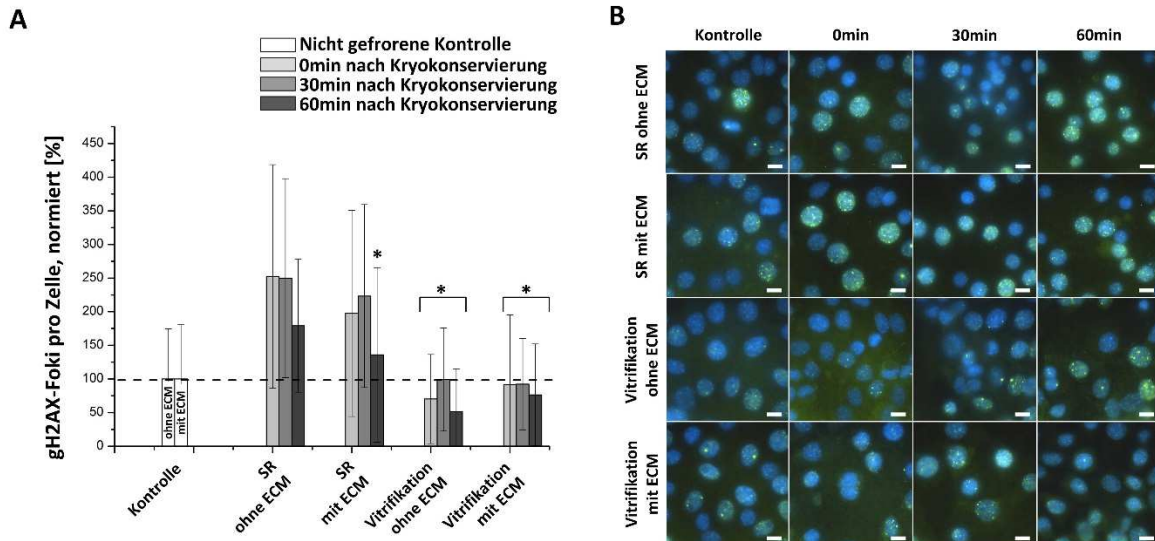 A
Nicht gefrorene Kontrolle
0min nach Kryokonservierung
30min nach Kryokonservierung
60min nach Kryokonservierung
gH2AX-Foki pro Zelle, normiert [%]
450
400
350
300
250
200
150
100
50
0
*
*
*
ohne ECM
mit ECM
Kontrolle
SR
ohne ECM
SR
mit ECM
Vitrifikation
ohne ECM
Vitrifikation
mit ECM
B
Kontrolle 0min 30min 60min
SR ohne ECM
SR mit ECM
Vitrifikation
ohne ECM
Vitrifikation
mit ECM